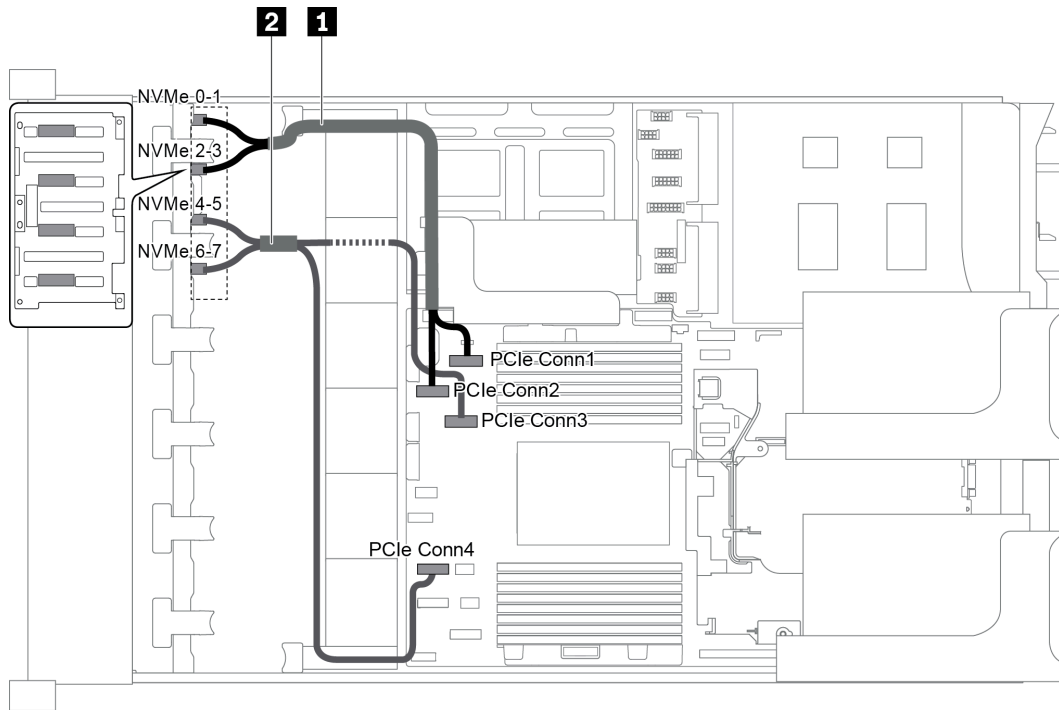 2 1
NVMe 0-1
NVMe 2-3
NVMe 4-5
NVMe 6-7
PCIe Conn1
PCIe Conn2
PCIe Conn3
PCIe Conn4